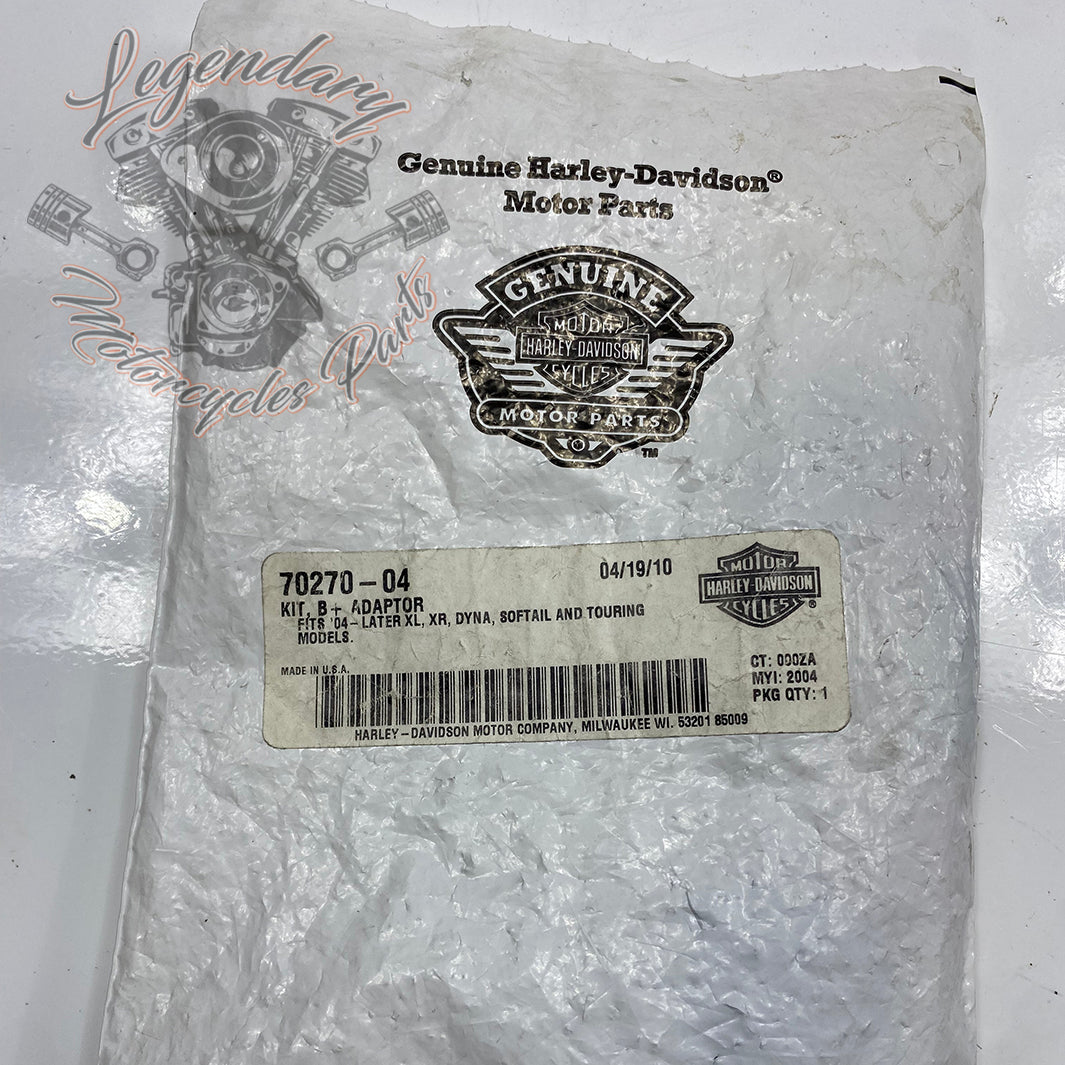 Legendary
Motorcycles Parts
Genuine Harley-Davidson®
Motor Parts
GENUINE
MOTOR
HARLEY-DAVIDSON
CYCLES
MOTOR PARTS
TM
70270-04
04/19/10
KIT, B+ ADAPTOR
FITS '04- LATER XL, XR, DYNA, SOFTAIL AND TOURING
MODELS.
MOTOR
HARLEY-DAVIDSON
CYCLES
®
MADE IN U.S.A.
CT: 090ZA
MYI: 2004
PKG QTY: 1
HARLEY-DAVIDSON MOTOR COMPANY, MILWAUKEE WI. 53201 85009